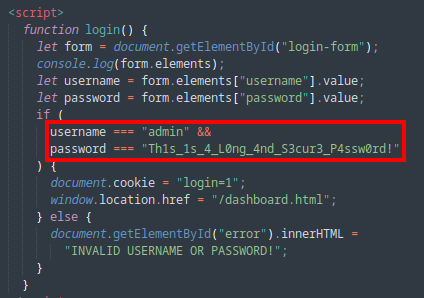 <script>
function login() {
let form = document.getElementById("login-form");
console.log(form.elements);
let username = form.elements["username"].value;
let password = form.elements["password"].value;
if (
username === "admin" &&
password === "Th1s_1s_4_L0ng_4nd_S3cur3_P4ssw0rd!"
) {
document.cookie = "login=1";
window.location.href = "/dashboard.html";
} else {
document.getElementById("error").innerHTML =
"INVALID USERNAME OR PASSWORD!";
}
}